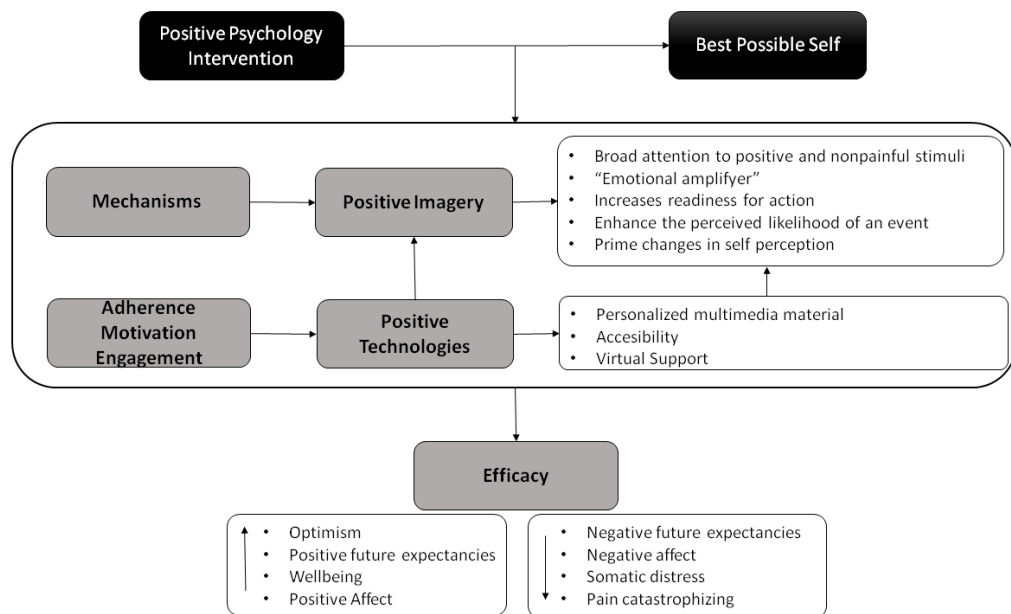 Positive Psychology
Intervention
Best Possible Self
Mechanisms
Positive Imagery
• Broad attention to positive and nonpainful stimuli
• “Emotional amplifyer”
• Increases readiness for action
• Enhance the perceived likelihood of an event
• Prime changes in self perception
Adherence
Motivation
Engagement
Positive
Technologies
• Personalized multimedia material
• Accesibility
• Virtual Support
Efficacy
• Optimism
• Positive future expectancies
• Wellbeing
• Positive Affect
• Negative future expectancies
• Negative affect
• Somatic distress
• Pain catastrophizing